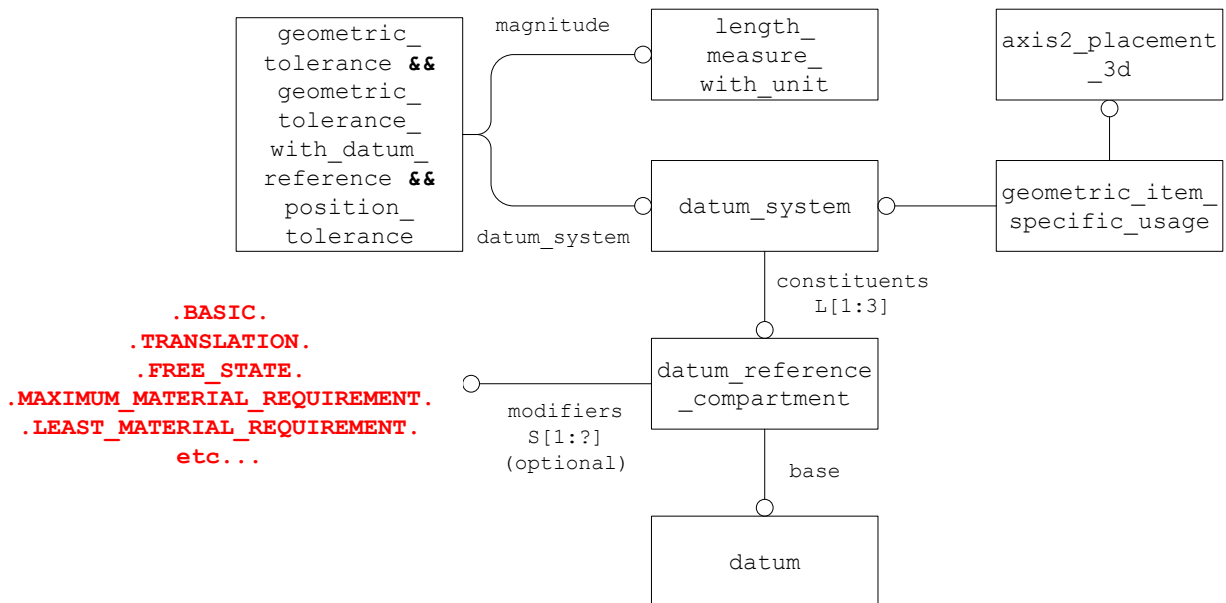 geometric_
tolerance &&
geometric_
tolerance_
with_datum_
reference &&
position_
tolerance
magnitude
length_
measure_
with_unit
axis2_placement
_3d
datum_system
datum_system
geometric_item_
specific_usage
constituents
L[1:3]
.BASIC.
.TRANSLATION.
.FREE_STATE.
.MAXIMUM_MATERIAL_REQUIREMENT.
.LEAST_MATERIAL_REQUIREMENT.
etc...
modifiers
S[1:?]
(optional)
datum_reference
_compartment
base
datum